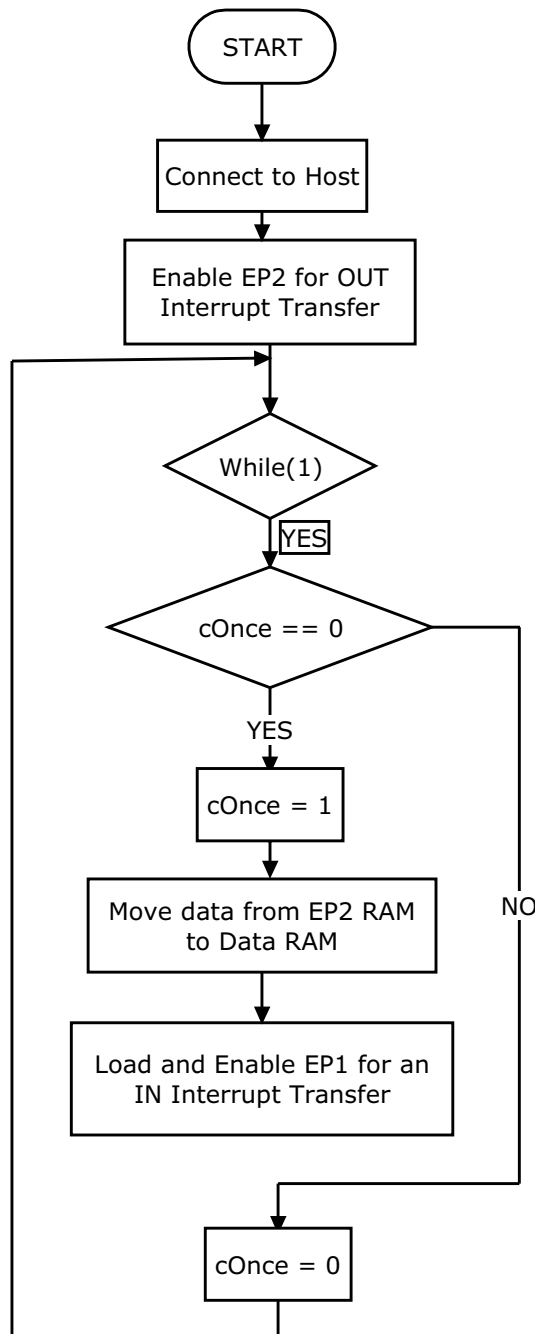 START
Connect to Host
Enable EP2 for OUT
Interrupt Transfer
While(1)
YES
cOnce == 0
YES
cOnce = 1
Move data from EP2 RAM
to Data RAM
NO
Load and Enable EP1 for an
IN Interrupt Transfer
cOnce = 0